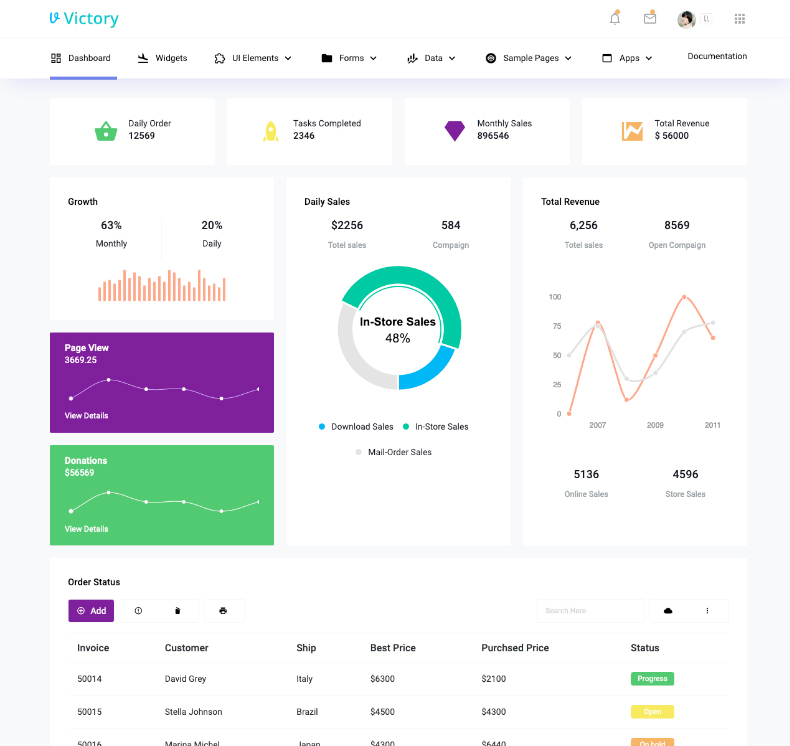 Victory
Dashboard
Widgets
UI Elements
Forms
Data
Sample Pages
Apps
Documentation
Daily Order
12569
Tasks Completed
2346
Monthly Sales
896546
Total Revenue
$ 56000
Growth
63%
20%
Monthly
Daily
Page View
3669.25
View Details
Donations
$56569
View Details
Daily Sales
$2256
584
Total sales
Compaign
In-Store Sales
48%
Download Sales
In-Store Sales
Mail-Order Sales
Total Revenue
6,256
8569
Total sales
Open Compaign
100
75
50
25
0
2007
2009
2011
5136
4596
Online Sales
Store Sales
Order Status
Add
Search Here
Invoice Customer Ship Best Price Purchsed Price Status
50014 David Grey Italy $6300 $2100 Progress
50015 Stella Johnson Brazil $4500 $4300 Open
50016 Marina Michel Japan $4300 $6440 On hold